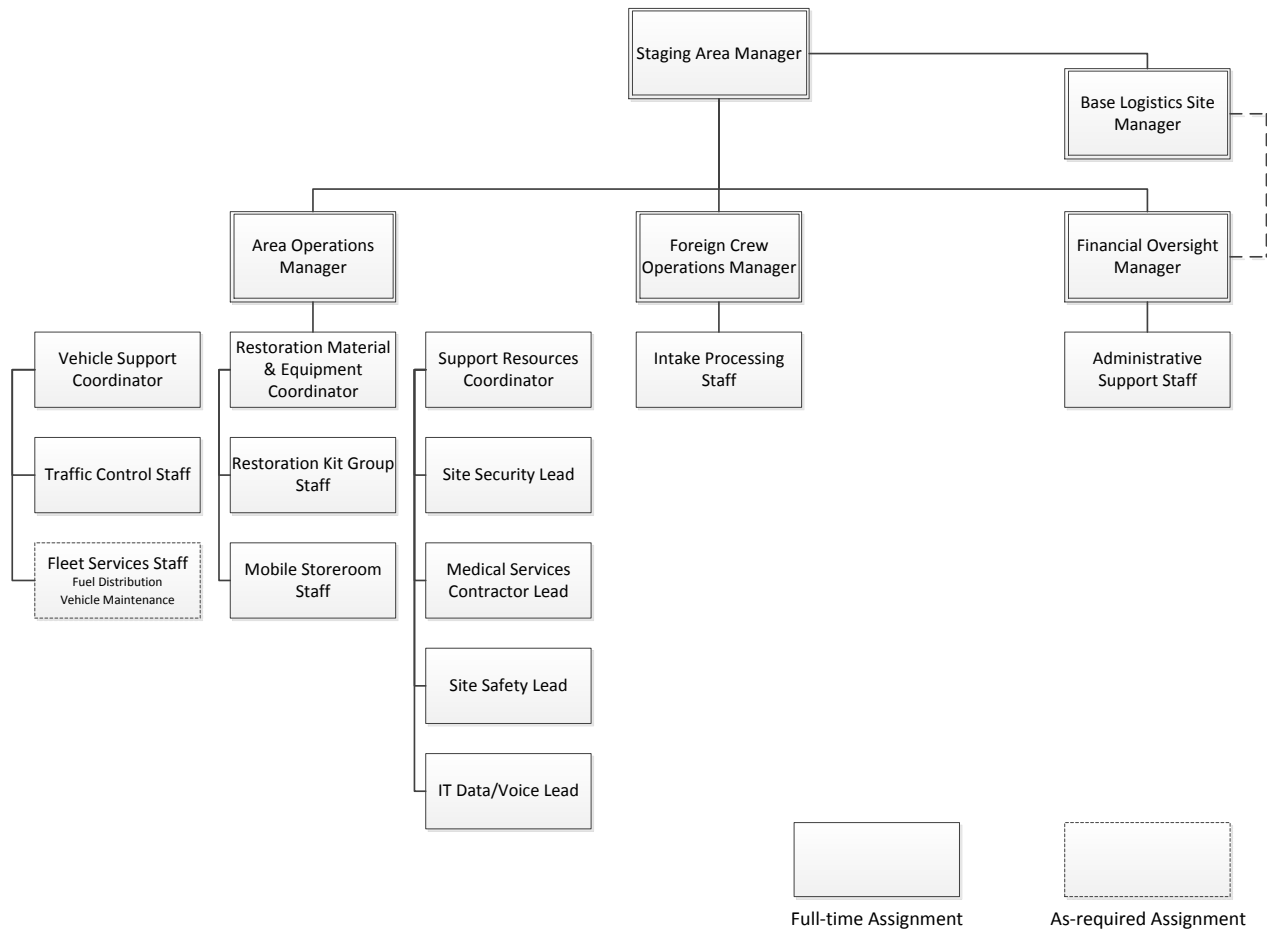 Staging Area Manager
Base Logistics Site
Manager
Area Operations
Manager
Foreign Crew
Operations Manager
Financial Oversight
Manager
Vehicle Support
Coordinator
Restoration Material
& Equipment
Coordinator
Support Resources
Coordinator
Intake Processing
Staff
Administrative
Support Staff
Traffic Control Staff
Restoration Kit Group
Staff
Site Security Lead
Fleet Services Staff
Fuel Distribution
Vehicle Maintenance
Mobile Storeroom
Staff
Medical Services
Contractor Lead
Site Safety Lead
IT Data/Voice Lead
Full-time Assignment
As-required Assignment